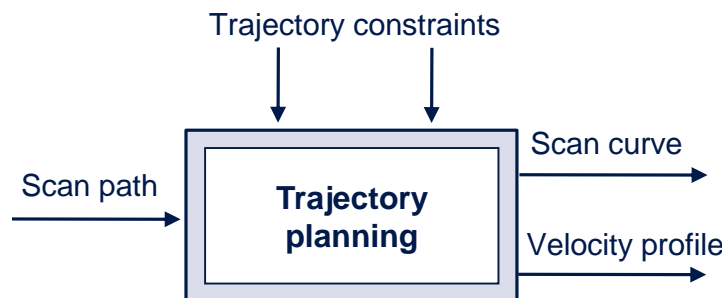 Trajectory constraints
Scan path
Trajectory
planning
Scan curve
Velocity profile